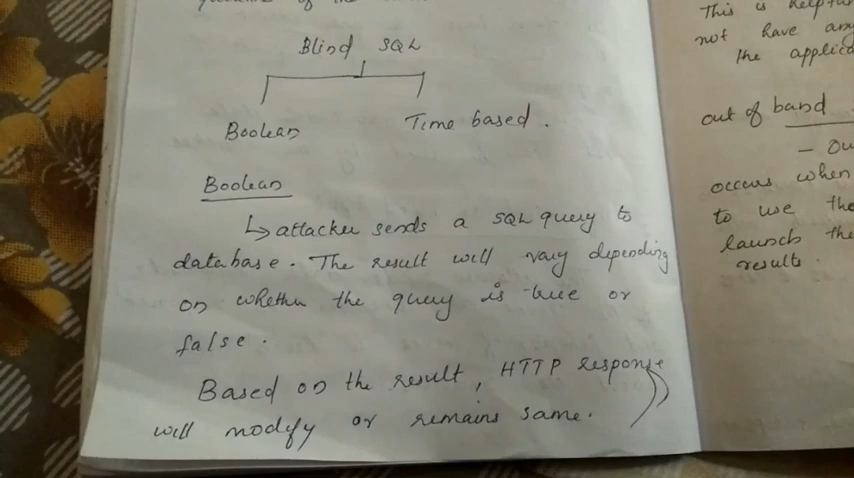 Blind SQL
Boolean
Time based.
Boolean
↳ attacker sends a SQL query to
database. The result will vary depending
on whether the query is true or
false.
Based on the result, HTTP Response
will modify or remains same.
This is
not have any
the applic
out of band
- Ou
occurs when
to use the
launch the
results.